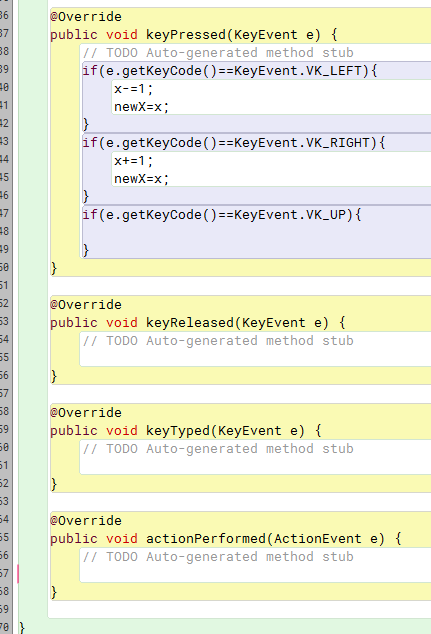 36 @Override
37 public void keyPressed(KeyEvent e) {
38 // TODO Auto-generated method stub
39 if(e.getKeyCode()==KeyEvent.VK_LEFT){
40 x-=1;
41 newX=x;
42 }
43 if(e.getKeyCode()==KeyEvent.VK_RIGHT){
44 x+=1;
45 newX=x;
46 }
47 if(e.getKeyCode()==KeyEvent.VK_UP){
48
49 }
50 }
51
52 @Override
53 public void keyReleased(KeyEvent e) {
54 // TODO Auto-generated method stub
55
56 }
57
58 @Override
59 public void keyTyped(KeyEvent e) {
60 // TODO Auto-generated method stub
61
62 }
63
64 @Override
65 public void actionPerformed(ActionEvent e) {
66 // TODO Auto-generated method stub
67
68 }
69
70 }